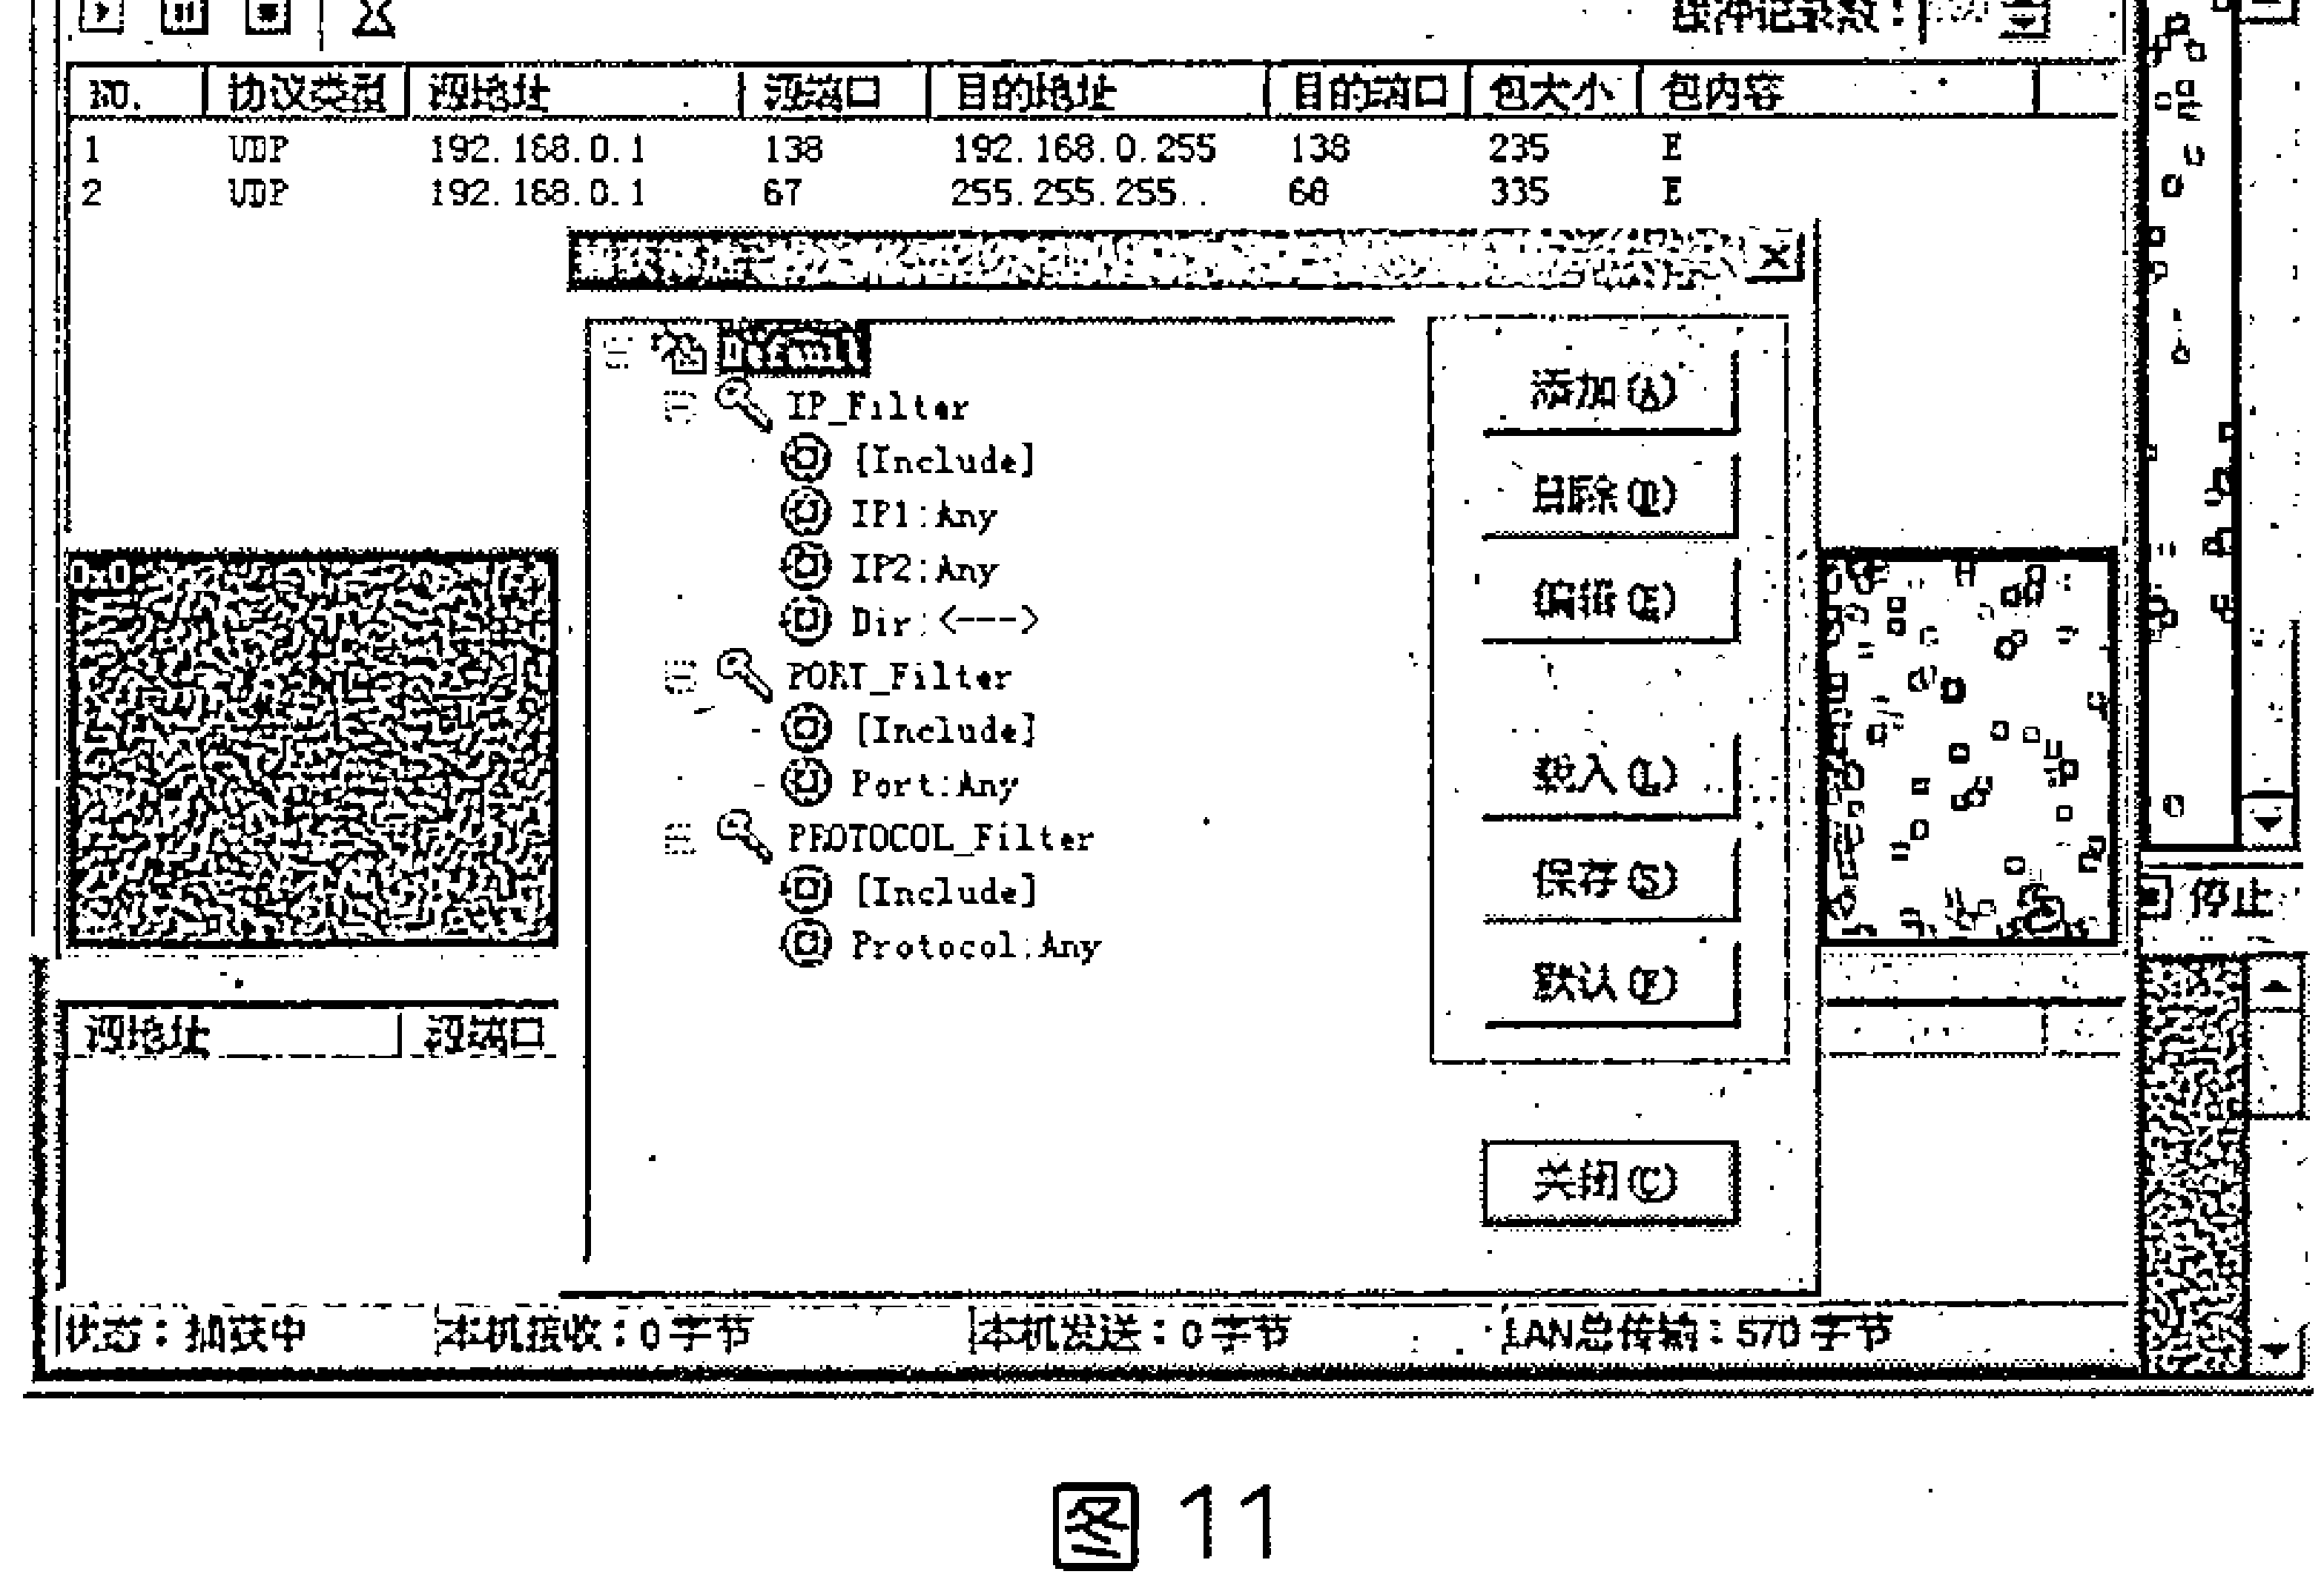 缓冲记录数：
NO. 协议类型 源地址 源端口 目的地址 目的端口 包大小 包内容
1 UDP 192.168.0.1 138 192.168.0.255 138 235 E
2 UDP 192.168.0.1 67 255.255.255.. 68 335 E
Default
IP_Filter
[Include]
IP1:Any
IP2:Any
Dir:<--->
PORT_Filter
[Include]
Port:Any
PROTOCOL_Filter
[Include]
Protocol:Any
添加(A)
删除(D)
编辑(E)
载入(L)
保存(S)
默认(F)
关闭(C)
0x0
停止
源地址 源端口
状态：捕获中 本机接收：0 字节 本机发送：0 字节 LAN总传输：570 字节
图 11